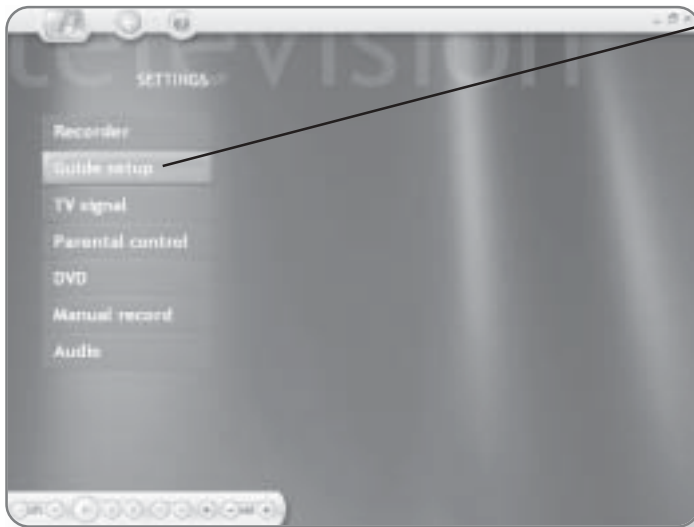 television
SETTINGS
Recorder
Guide setup
TV signal
Parental control
DVD
Manual record
Audio